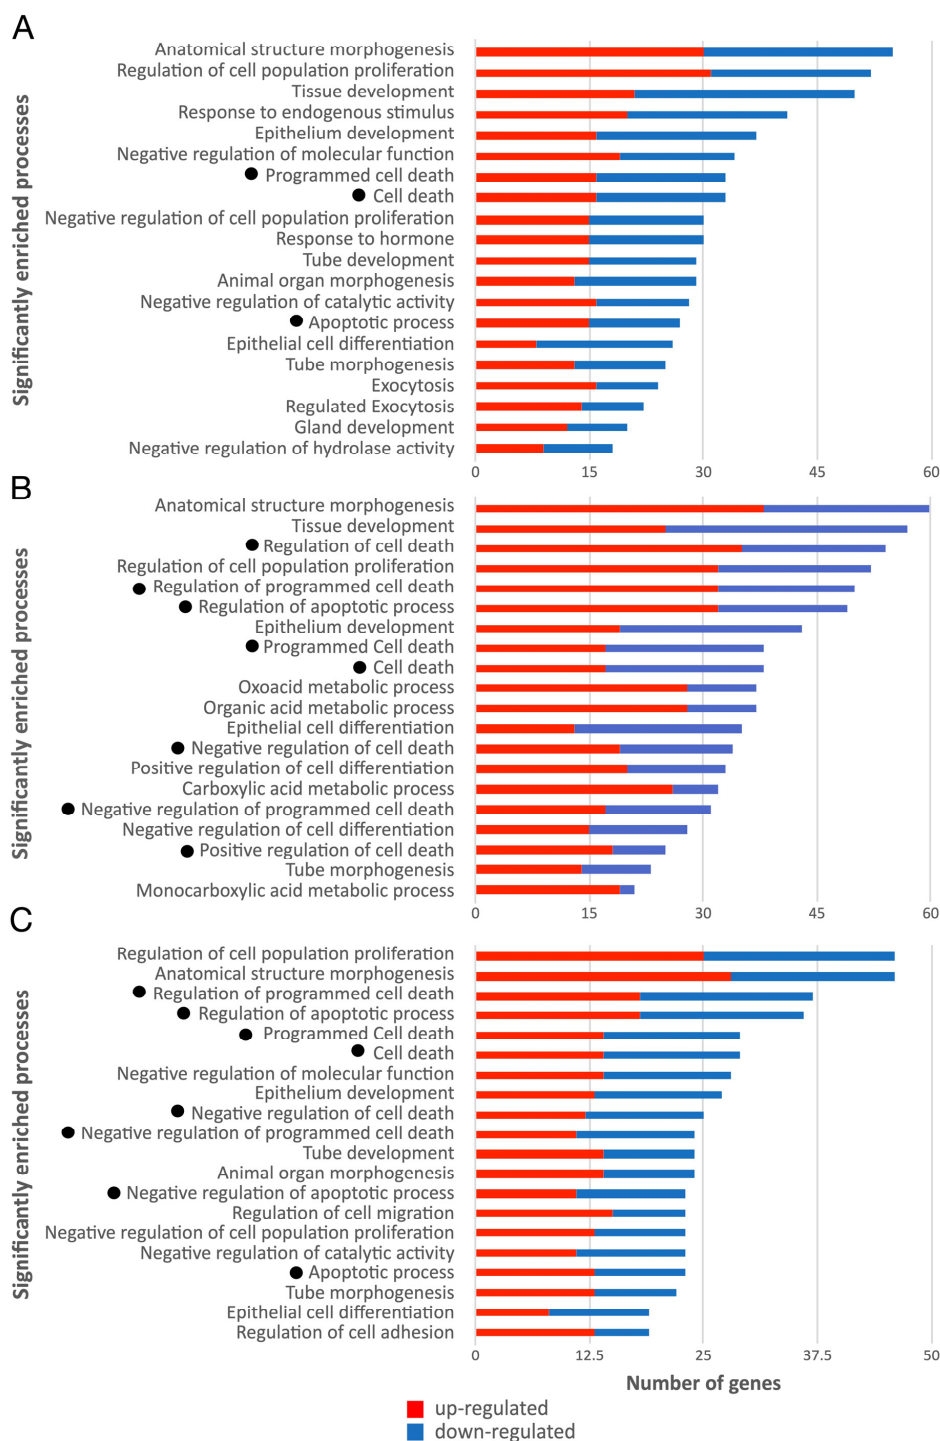 A
Significantly enriched processes
Anatomical structure morphogenesis
Regulation of cell population proliferation
Tissue development
Response to endogenous stimulus
Epithelium development
Negative regulation of molecular function
Programmed cell death
Cell death
Negative regulation of cell population proliferation
Response to hormone
Tube development
Animal organ morphogenesis
Negative regulation of catalytic activity
Apoptotic process
Epithelial cell differentiation
Tube morphogenesis
Exocytosis
Regulated Exocytosis
Gland development
Negative regulation of hydrolase activity
0 15 30 45 60
B
Significantly enriched processes
Anatomical structure morphogenesis
Tissue development
Regulation of cell death
Regulation of cell population proliferation
Regulation of programmed cell death
Regulation of apoptotic process
Epithelium development
Programmed Cell death
Cell death
Oxoacid metabolic process
Organic acid metabolic process
Epithelial cell differentiation
Negative regulation of cell death
Positive regulation of cell differentiation
Carboxylic acid metabolic process
Negative regulation of programmed cell death
Negative regulation of cell differentiation
Positive regulation of cell death
Tube morphogenesis
Monocarboxylic acid metabolic process
0 15 30 45 60
C
Significantly enriched processes
Regulation of cell population proliferation
Anatomical structure morphogenesis
Regulation of programmed cell death
Regulation of apoptotic process
Programmed Cell death
Cell death
Negative regulation of molecular function
Epithelium development
Negative regulation of cell death
Negative regulation of programmed cell death
Tube development
Animal organ morphogenesis
Negative regulation of apoptotic process
Regulation of cell migration
Negative regulation of cell population proliferation
Negative regulation of catalytic activity
Apoptotic process
Tube morphogenesis
Epithelial cell differentiation
Regulation of cell adhesion
0 12.5 25 37.5 50
Number of genes
up-regulated
down-regulated